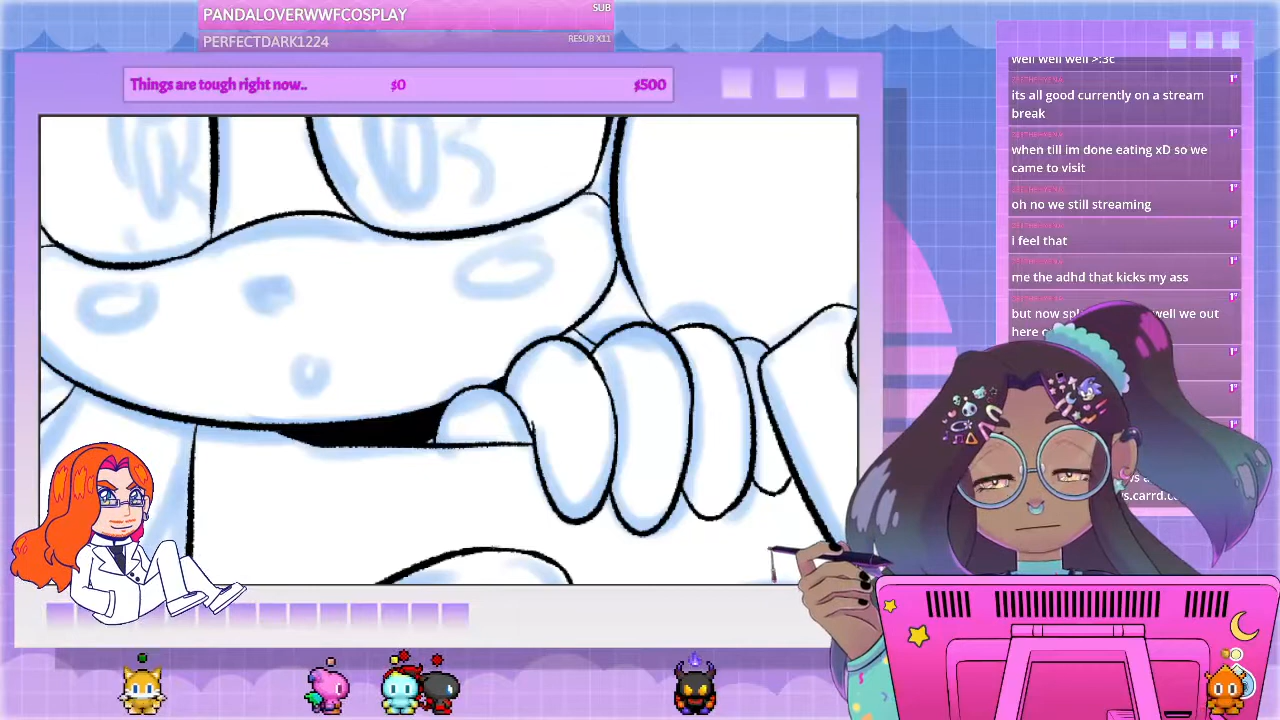 PANDALOVERWWFCOSPLAY
SUB
PERFECTDARK1224
RESUB X11
Things are tough right now..
$0
$500
well well well >:3c
its all good currently on a stream
break
when till im done eating xD so we
came to visit
oh no we still streaming
i feel that
me the adhd that kicks my ass
but now
well we out
here